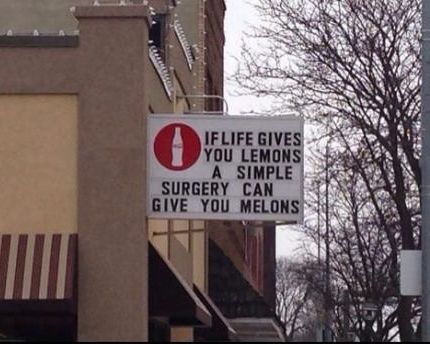 IF LIFE GIVES
YOU LEMONS
A SIMPLE
SURGERY CAN
GIVE YOU MELONS